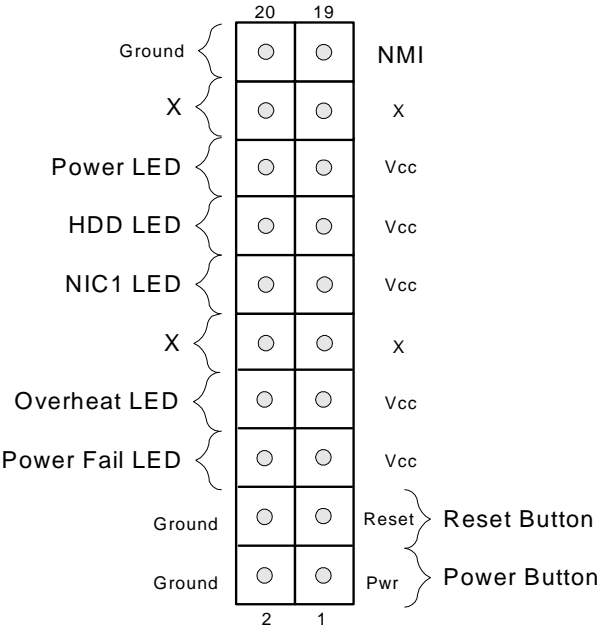 20 19
Ground NMI
X X
Power LED Vcc
HDD LED Vcc
NIC1 LED Vcc
X X
Overheat LED Vcc
Power Fail LED Vcc
Ground Reset Reset Button
Ground Pwr Power Button
2 1